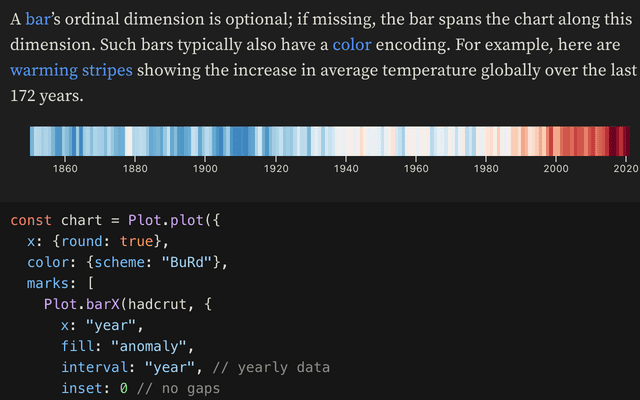 A bar’s ordinal dimension is optional; if missing, the bar spans the chart along this
dimension. Such bars typically also have a color encoding. For example, here are
warming stripes showing the increase in average temperature globally over the last
172 years.
1860 1880 1900 1920 1940 1960 1980 2000 2020
const chart = Plot.plot({
  x: {round: true},
  color: {scheme: "BuRd"},
  marks: [
    Plot.barX(hadcrut, {
      x: "year",
      fill: "anomaly",
      interval: "year", // yearly data
      inset: 0 // no gaps